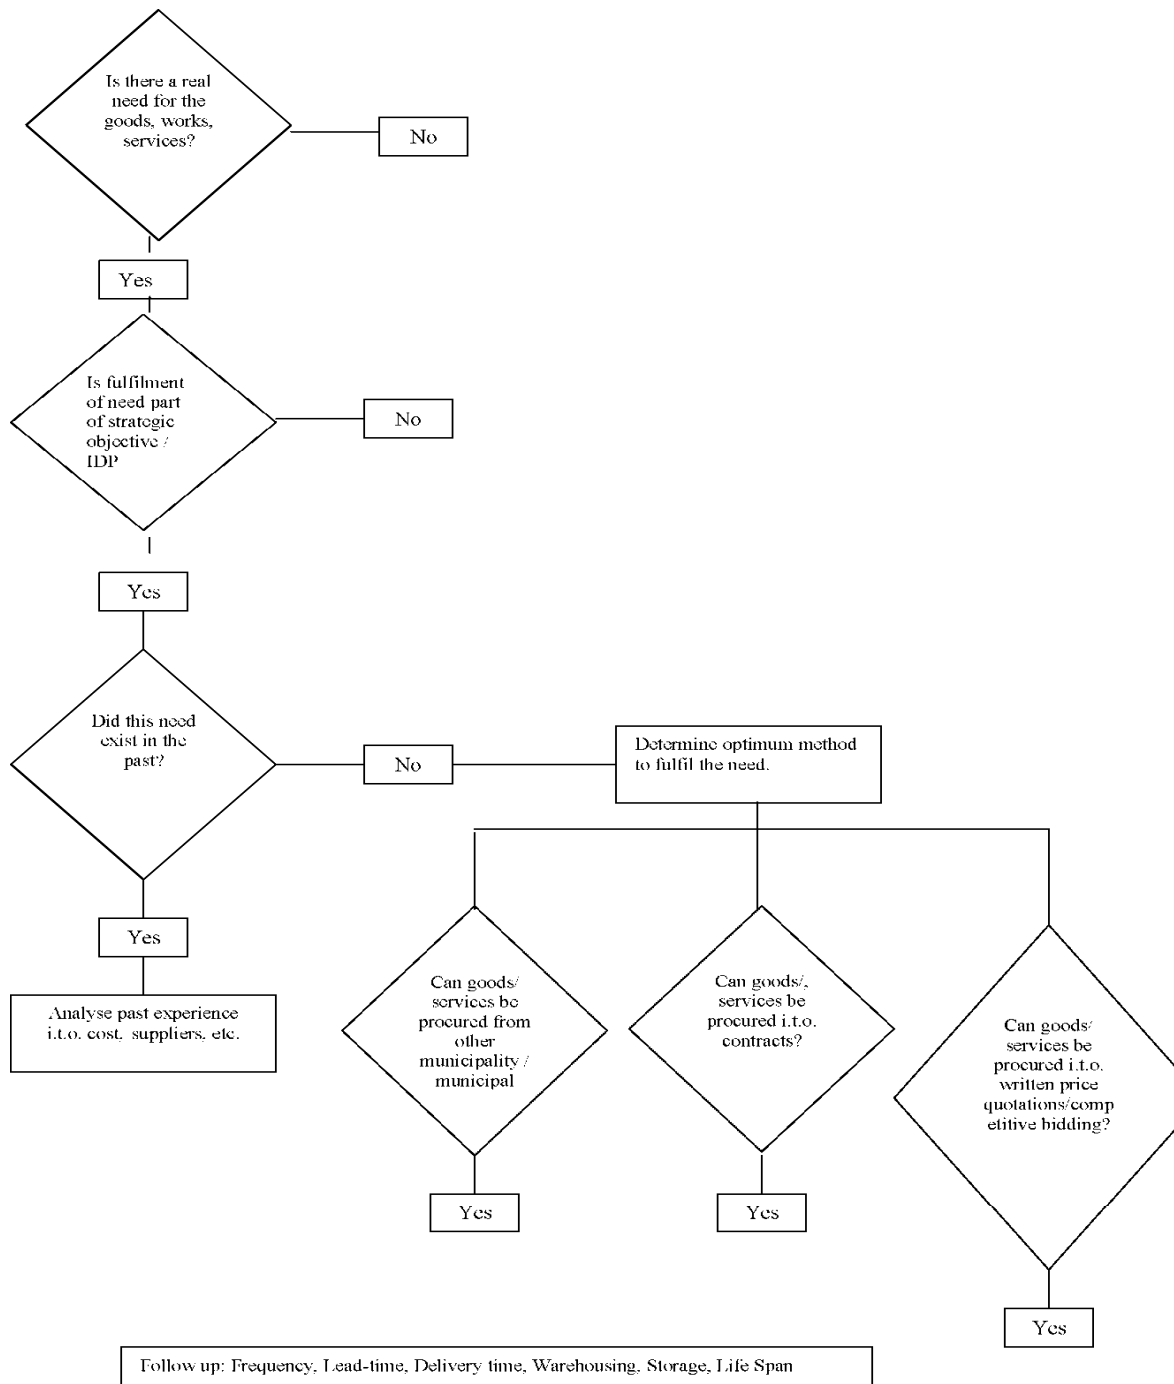 Is there a real
need for the
goods, works,
services?
No
Yes
Is fulfilment
of need part
of strategic
objective /
IDP
No
Yes
Did this need
exist in the
past?
No
Determine optimum method
to fulfil the need.
Yes
Analyse past experience
i.t.o. cost, suppliers, etc.
Can goods/
services be
procured from
other
municipality /
municipal
Can goods/,
services be
procured i.t.o.
contracts?
Can goods/
services be
procured i.t.o.
written price
quotations/comp
etitive bidding?
Yes
Yes
Yes
Follow up: Frequency, Lead-time, Delivery time, Warehousing, Storage, Life Span